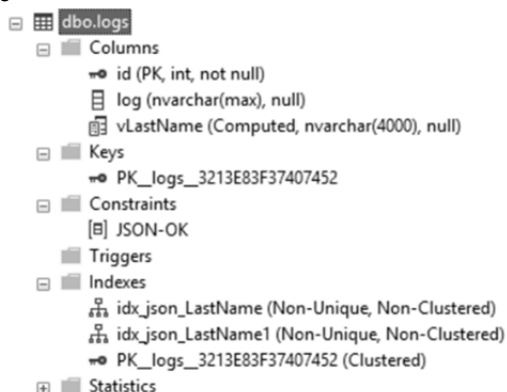 dbo.logs
Columns
id (PK, int, not null)
log (nvarchar(max), null)
vLastName (Computed, nvarchar(4000), null)
Keys
PK__logs__3213E83F37407452
Constraints
JSON-OK
Triggers
Indexes
idx_json_LastName (Non-Unique, Non-Clustered)
idx_json_LastName1 (Non-Unique, Non-Clustered)
PK__logs__3213E83F37407452 (Clustered)
Statistics